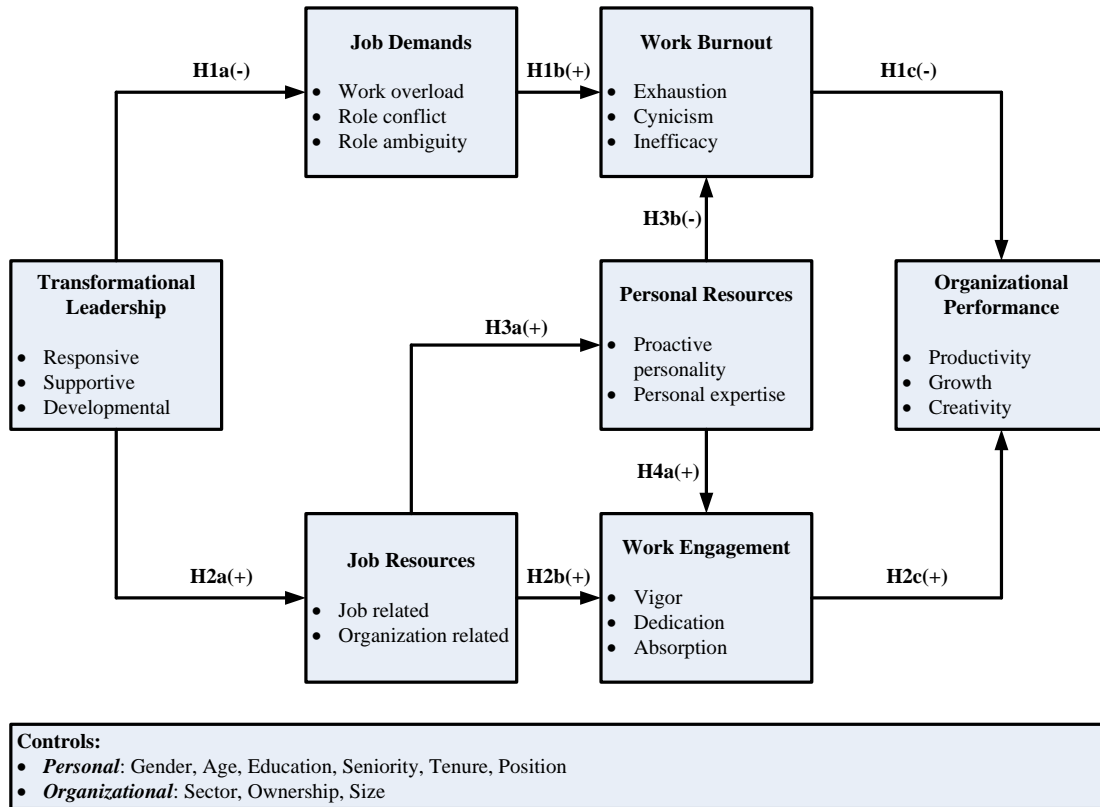 Job Demands
• Work overload
• Role conflict
• Role ambiguity
Work Burnout
• Exhaustion
• Cynicism
• Inefficacy
H1a(-)
H1b(+)
H1c(-)
H3b(-)
Transformational
Leadership
• Responsive
• Supportive
• Developmental
H3a(+)
Personal Resources
• Proactive
personality
• Personal expertise
Organizational
Performance
• Productivity
• Growth
• Creativity
H4a(+)
H2a(+)
Job Resources
• Job related
• Organization related
H2b(+)
Work Engagement
• Vigor
• Dedication
• Absorption
H2c(+)
Controls:
• Personal: Gender, Age, Education, Seniority, Tenure, Position
• Organizational: Sector, Ownership, Size